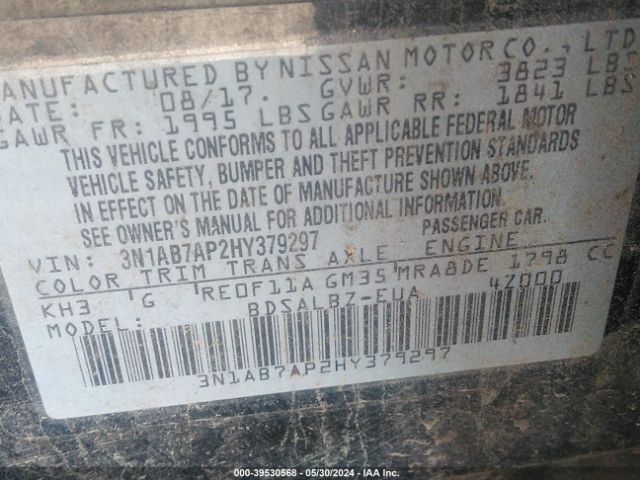 MANUFACTURED BY NISSAN MOTOR CO., LTD
DATE: 08/17. GVWR: 3823 LBS
GAWR FR: 1995 LBS GAWR RR: 1841 LBS
THIS VEHICLE CONFORMS TO ALL APPLICABLE FEDERAL MOTOR
VEHICLE SAFETY, BUMPER AND THEFT PREVENTION STANDARDS
IN EFFECT ON THE DATE OF MANUFACTURE SHOWN ABOVE.
SEE OWNER'S MANUAL FOR ADDITIONAL INFORMATION.
VIN: 3N1AB7AP2HY379297 PASSENGER CAR.
COLOR TRIM TRANS AXLE ENGINE
KH3 G RE0F11A GM35 MRA8DE 1798 CC
MODEL: BDSALBZ-EUA 4Z000
3N1AB7AP2HY379297
000-39530568 - 05/30/2024 - IAA Inc.